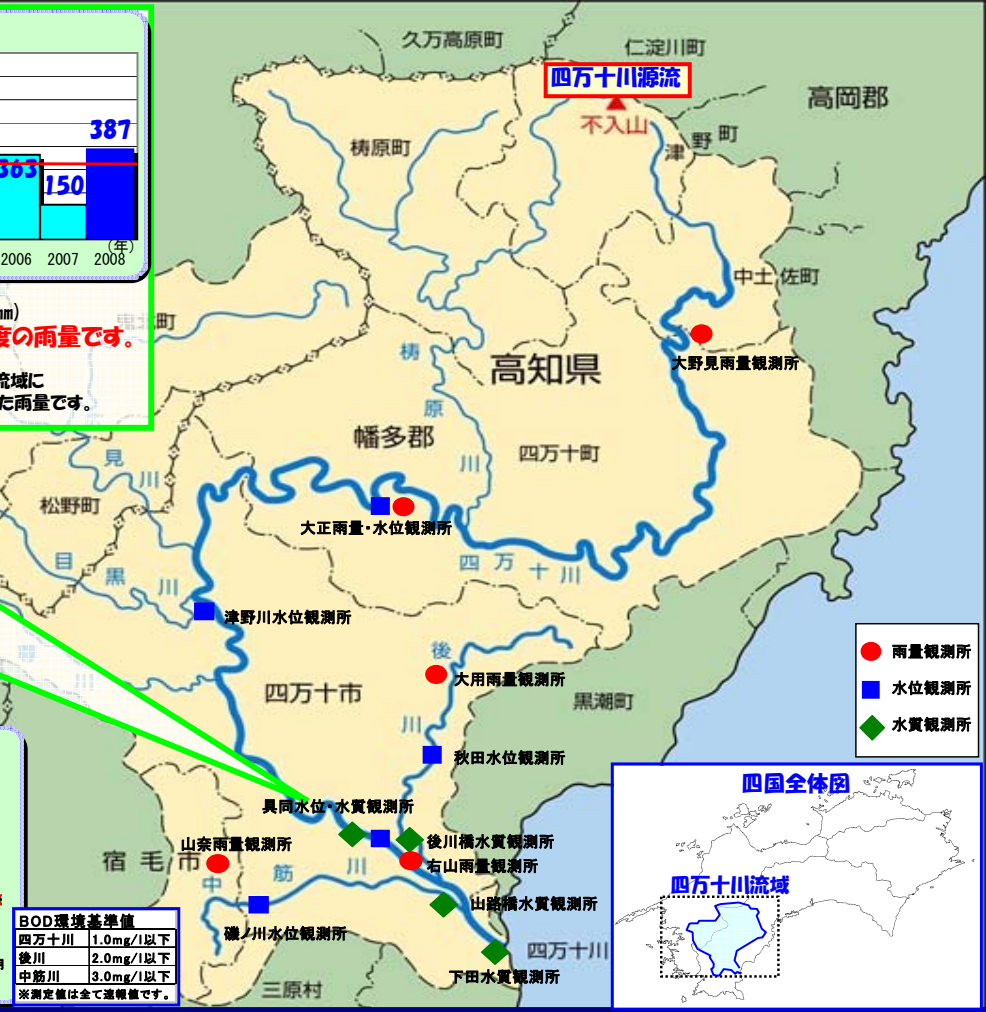 387
363
150
2006 2007 2008
(年)
mm)
度の雨量です。
流域に
た雨量です。
久万高原町
仁淀川町
四万十川源流
不入山
高岡郡
津野町
梼原町
中土佐町
大野見雨量観測所
高知県
梼原川
幡多郡
四万十町
見川
松野町
大正雨量・水位観測所
四万十川
目黒川
津野川水位観測所
後川
大用雨量観測所
四万十市
黒潮町
秋田水位観測所
雨量観測所
水位観測所
水質観測所
具同水位・水質観測所
後川橋水質観測所
右山雨量観測所
山奈雨量観測所
宿毛市
中筋川
山路橋水質観測所
磯ノ川水位観測所
四万十川
下田水質観測所
三原村
四国全体図
四万十川流域
BOD環境基準値
四万十川 1.0mg/l以下
後川 2.0mg/l以下
中筋川 3.0mg/l以下
※測定値は全て速報値です。